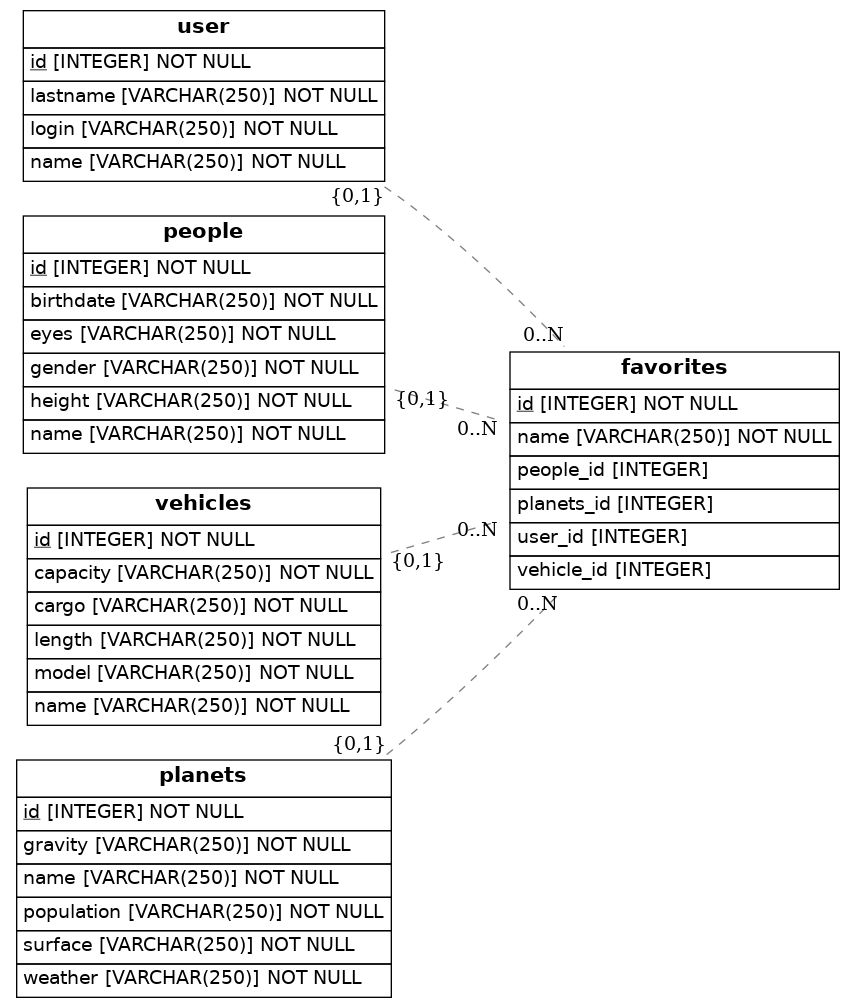 user
id [INTEGER] NOT NULL
lastname [VARCHAR(250)] NOT NULL
login [VARCHAR(250)] NOT NULL
name [VARCHAR(250)] NOT NULL
{0,1}
people
id [INTEGER] NOT NULL
birthdate [VARCHAR(250)] NOT NULL
eyes [VARCHAR(250)] NOT NULL
gender [VARCHAR(250)] NOT NULL
height [VARCHAR(250)] NOT NULL
name [VARCHAR(250)] NOT NULL
{0,1}
vehicles
id [INTEGER] NOT NULL
capacity [VARCHAR(250)] NOT NULL
cargo [VARCHAR(250)] NOT NULL
length [VARCHAR(250)] NOT NULL
model [VARCHAR(250)] NOT NULL
name [VARCHAR(250)] NOT NULL
{0,1}
planets
id [INTEGER] NOT NULL
gravity [VARCHAR(250)] NOT NULL
name [VARCHAR(250)] NOT NULL
population [VARCHAR(250)] NOT NULL
surface [VARCHAR(250)] NOT NULL
weather [VARCHAR(250)] NOT NULL
{0,1}
0..N
0..N
0..N
0..N
favorites
id [INTEGER] NOT NULL
name [VARCHAR(250)] NOT NULL
people_id [INTEGER]
planets_id [INTEGER]
user_id [INTEGER]
vehicle_id [INTEGER]